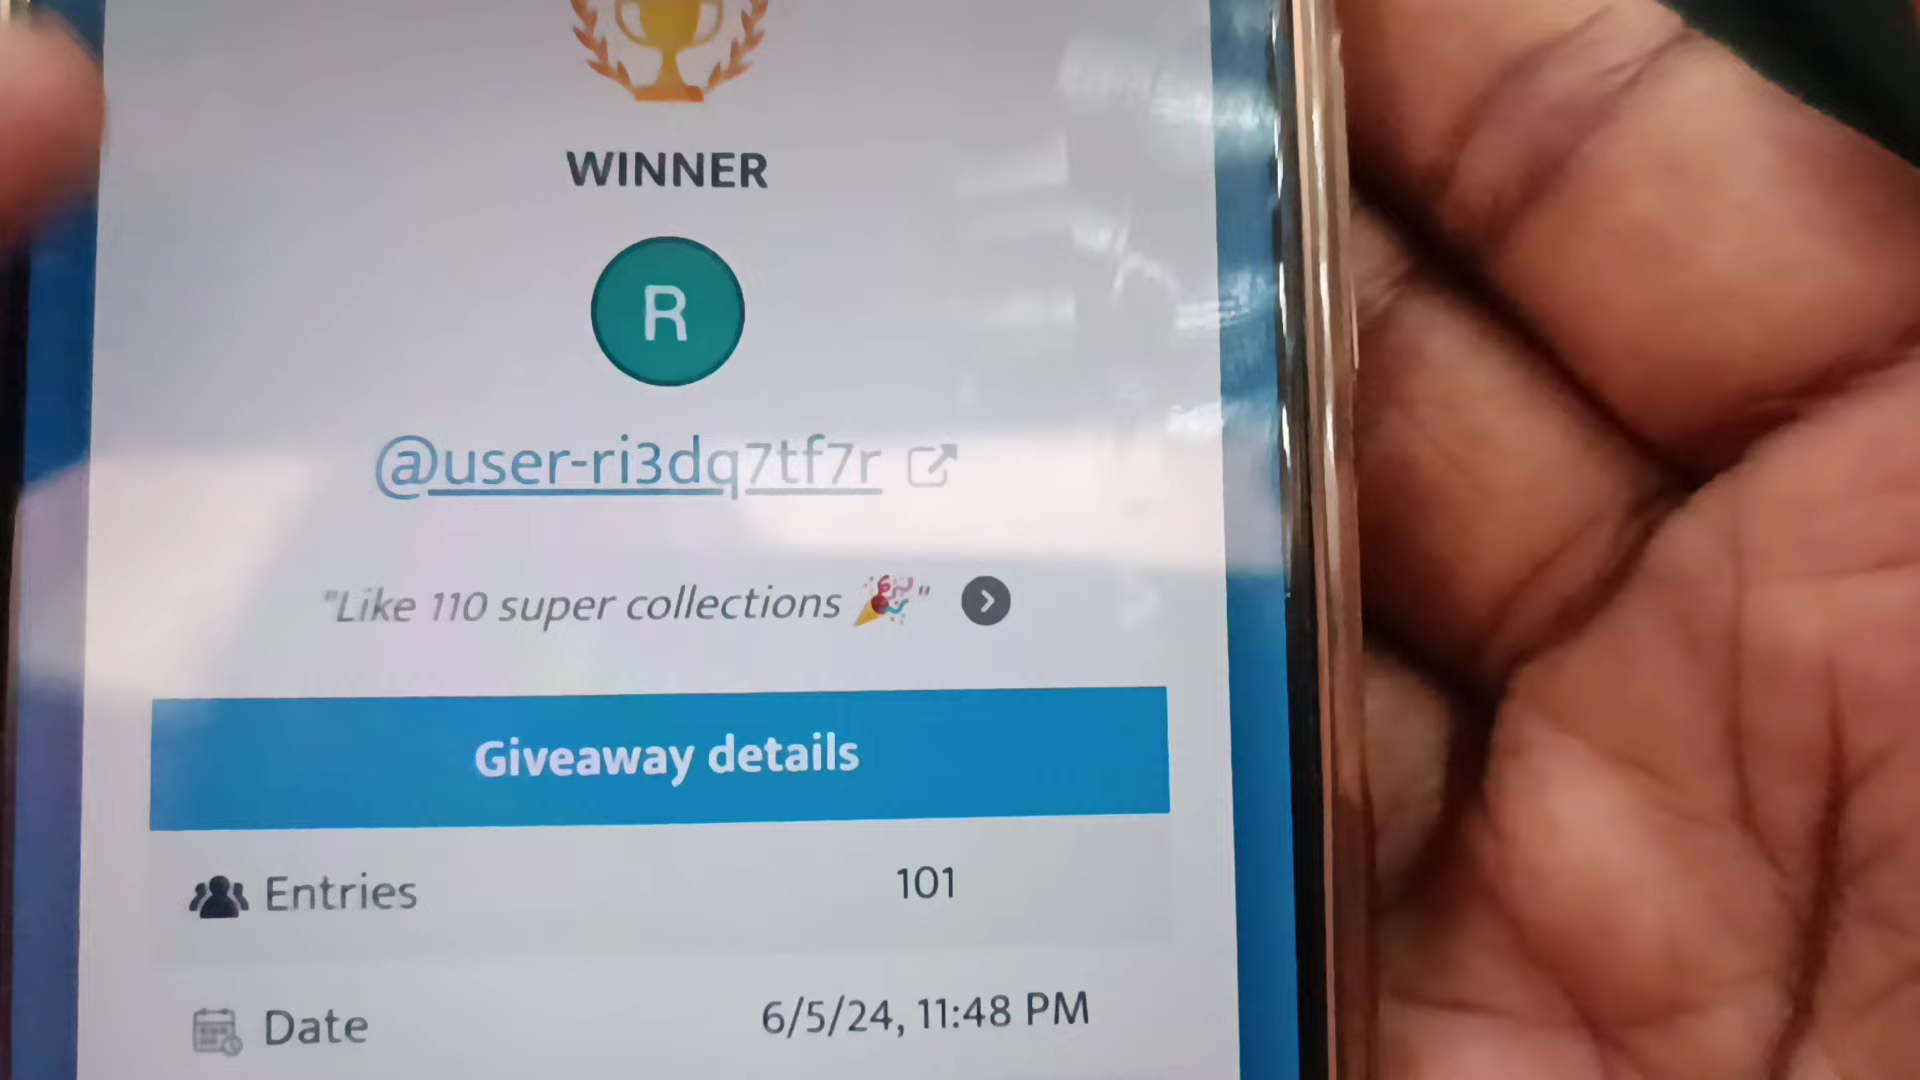 WINNER
R
@user-ri3dq7tf7r
"Like 110 super collections 🎉"
Giveaway details
Entries 101
Date 6/5/24, 11:48 PM